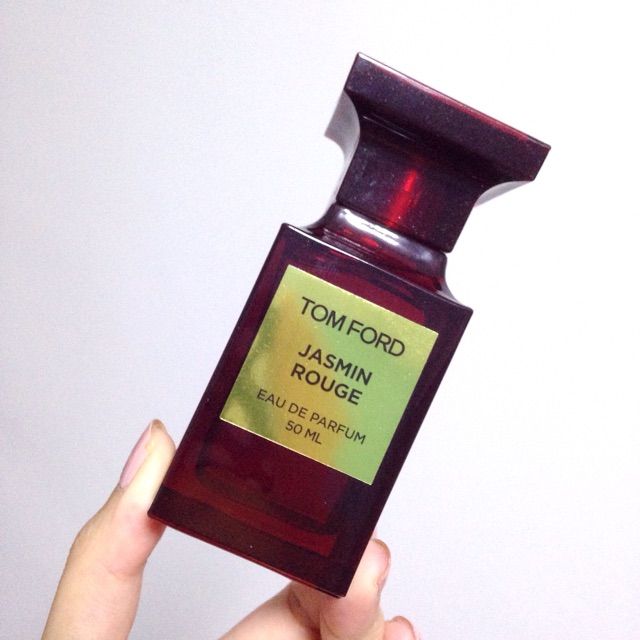 TOM FORD
JASMIN
ROUGE
EAU DE PARFUM
50 ML